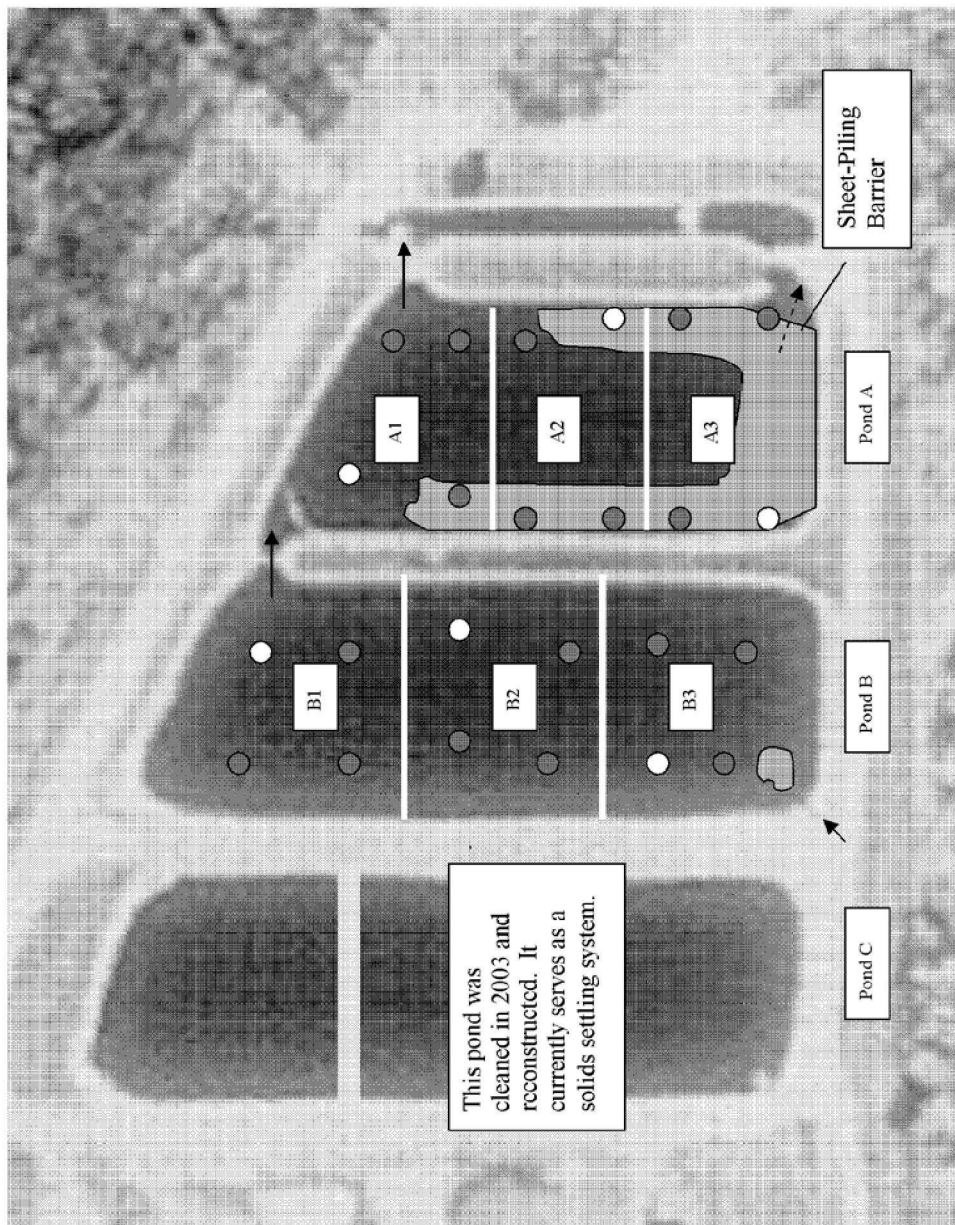 Sheet-Piling
Barrier
A1
A2
A3
Pond A
B1
B2
B3
Pond B
This pond was
cleaned in 2003 and
reconstructed. It
currently serves as a
solids settling system.
Pond C